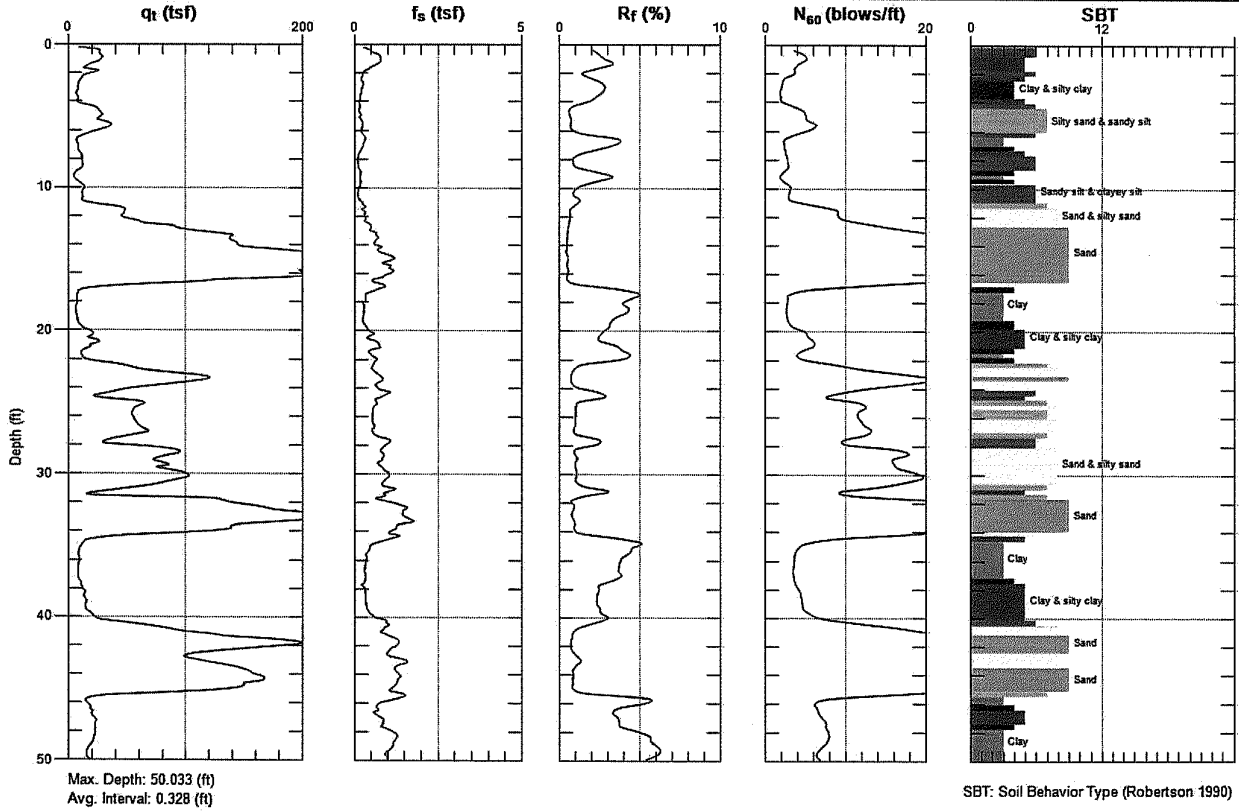 qt (tsf)
fs (tsf)
Rf (%)
N60 (blows/ft)
SBT
0
200
0
5
0
10
0
20
0
12
0
10
20
30
40
50
Depth (ft)
Clay & silty clay
Silty sand & sandy silt
Sandy silt & clayey silt
Sand & silty sand
Sand
Clay
Clay & silty clay
Sand & silty sand
Sand
Clay
Clay & silty clay
Sand
Sand
Clay
Max. Depth: 50.033 (ft)
Avg. Interval: 0.328 (ft)
SBT: Soil Behavior Type (Robertson 1990)